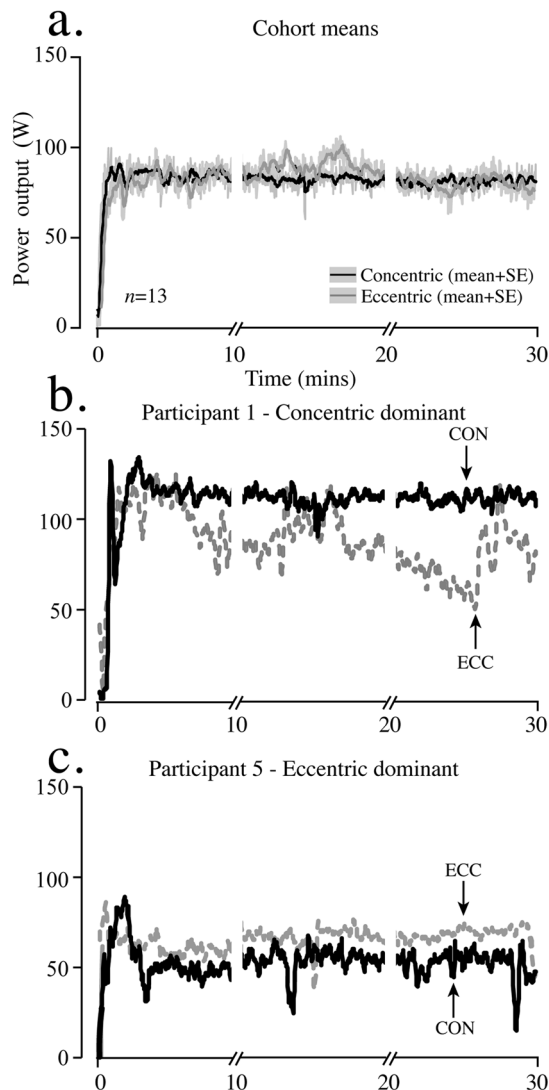 a.
Cohort means
150
100
50
0
Power output (W)
Concentric (mean+SE)
Eccentric (mean+SE)
n=13
0 10 20 30
Time (mins)
b.
Participant 1 - Concentric dominant
150
100
50
0
CON
ECC
0 10 20 30
c.
Participant 5 - Eccentric dominant
150
100
50
0
ECC
CON
0 10 20 30